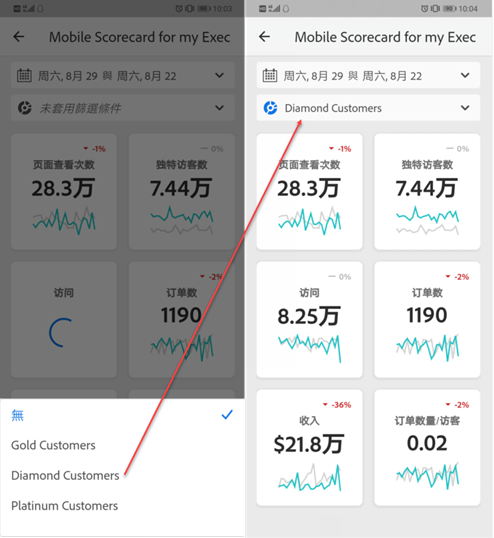 10:03
Mobile Scorecard for my Exec
周六, 8月 29 與 周六, 8月 22
未套用篩選條件
-1%
页面查看次数
28.3万
0%
独特访客数
7.44万
访问
-2%
订单数
1190
無
Gold Customers
Diamond Customers
Platinum Customers
10:04
Mobile Scorecard for my Exec
周六, 8月 29 與 周六, 8月 22
Diamond Customers
-1%
页面查看次数
28.3万
0%
独特访客数
7.44万
0%
访问
8.25万
-2%
订单数
1190
-36%
收入
$21.8万
-2%
订单数量/访客
0.02